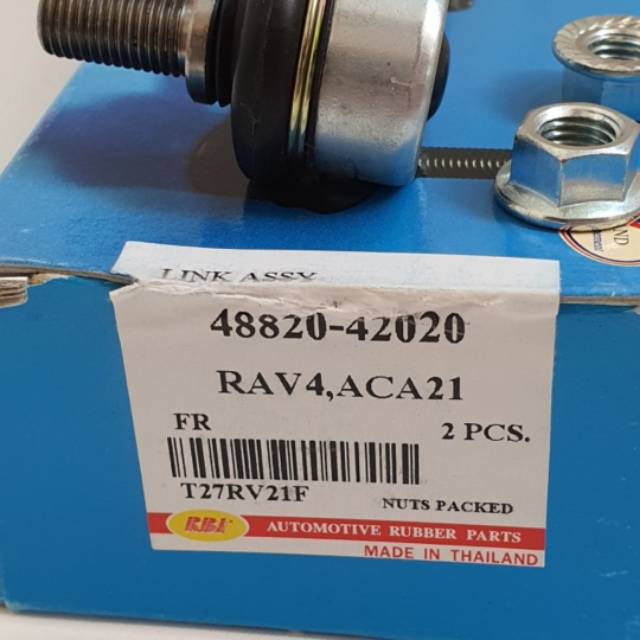 LINK ASSY
48820-42020
RAV4,ACA21
FR
2 PCS.
T27RV21F
NUTS PACKED
RBI
AUTOMOTIVE RUBBER PARTS
MADE IN THAILAND